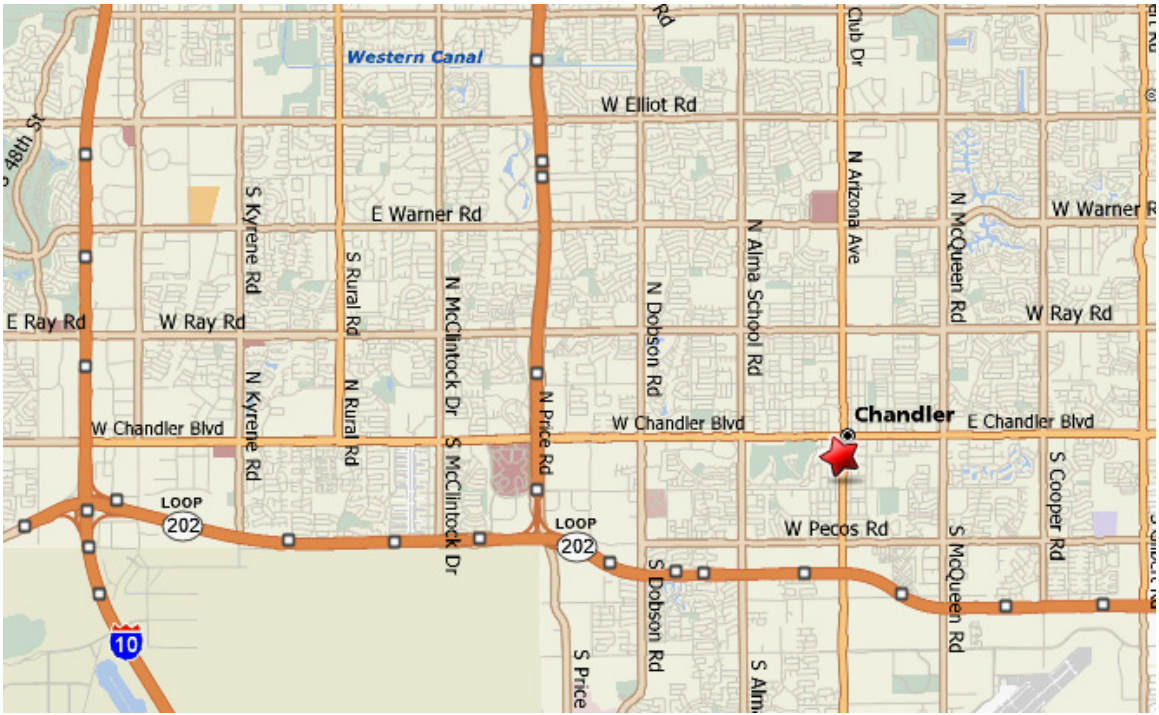 Rd
Club Dr
Western Canal
W Elliot Rd
48th St
N Arizona Ave
S Kyrene Rd
E Warner Rd
N McQueen Rd
W Warner R
N Alma School Rd
S Rural Rd
N McClintock Dr
N Dobson Rd
E Ray Rd
W Ray Rd
W Ray Rd
N Kyrene Rd
N Rural Rd
N Price Rd
Chandler
W Chandler Blvd
W Chandler Blvd
E Chandler Blvd
S McClintock Dr
S Cooper Rd
LOOP
202
LOOP
202
W Pecos Rd
S McQueen Rd
S Dobson Rd
10
S Price
S Alma